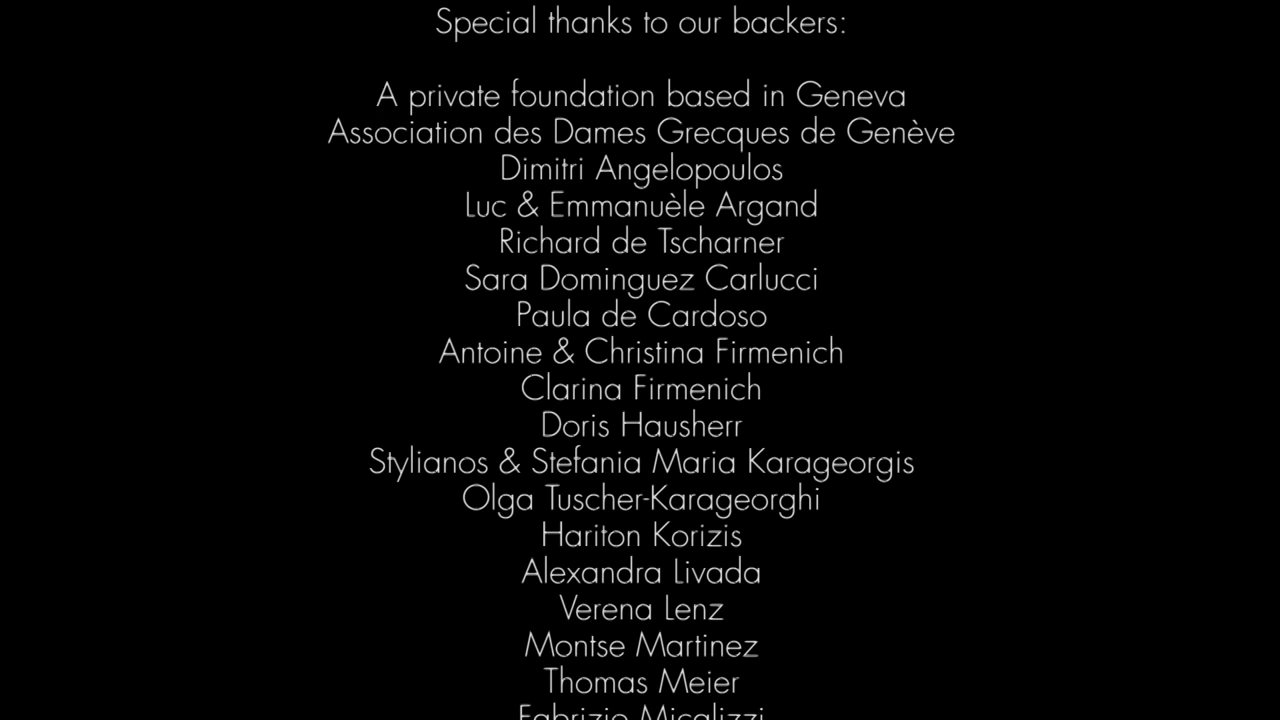 Special thanks to our backers:
A private foundation based in Geneva
Association des Dames Grecques de Genève
Dimitri Angelopoulos
Luc & Emmanuèle Argand
Richard de Tscharner
Sara Dominguez Carlucci
Paula de Cardoso
Antoine & Christina Firmenich
Clarina Firmenich
Doris Hausherr
Stylianos & Stefania Maria Karageorgis
Olga Tuscher-Karageorghi
Hariton Korizis
Alexandra Livada
Verena Lenz
Montse Martinez
Thomas Meier
Fabrizio Micalizzi